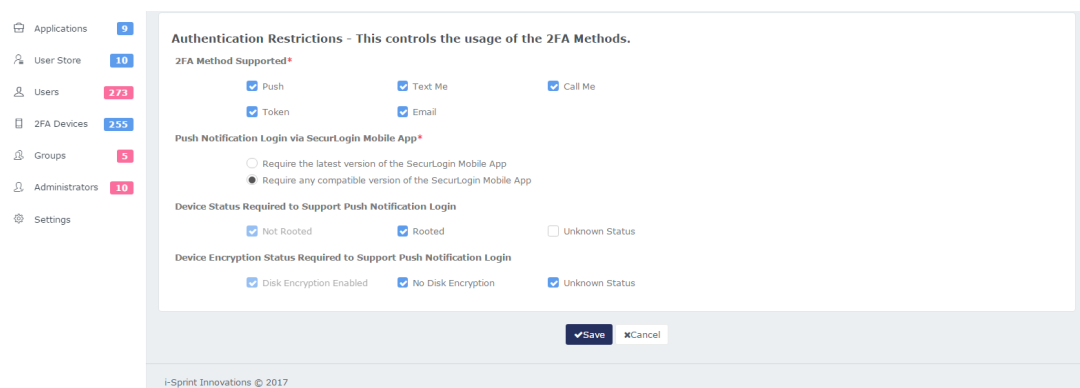 Applications 9
User Store 10
Users 273
2FA Devices 255
Groups 5
Administrators 10
Settings
Authentication Restrictions - This controls the usage of the 2FA Methods.
2FA Method Supported*
Push Text Me Call Me
Token Email
Push Notification Login via SecurLogin Mobile App*
Require the latest version of the SecurLogin Mobile App
Require any compatible version of the SecurLogin Mobile App
Device Status Required to Support Push Notification Login
Not Rooted Rooted Unknown Status
Device Encryption Status Required to Support Push Notification Login
Disk Encryption Enabled No Disk Encryption Unknown Status
Save Cancel
i-Sprint Innovations © 2017